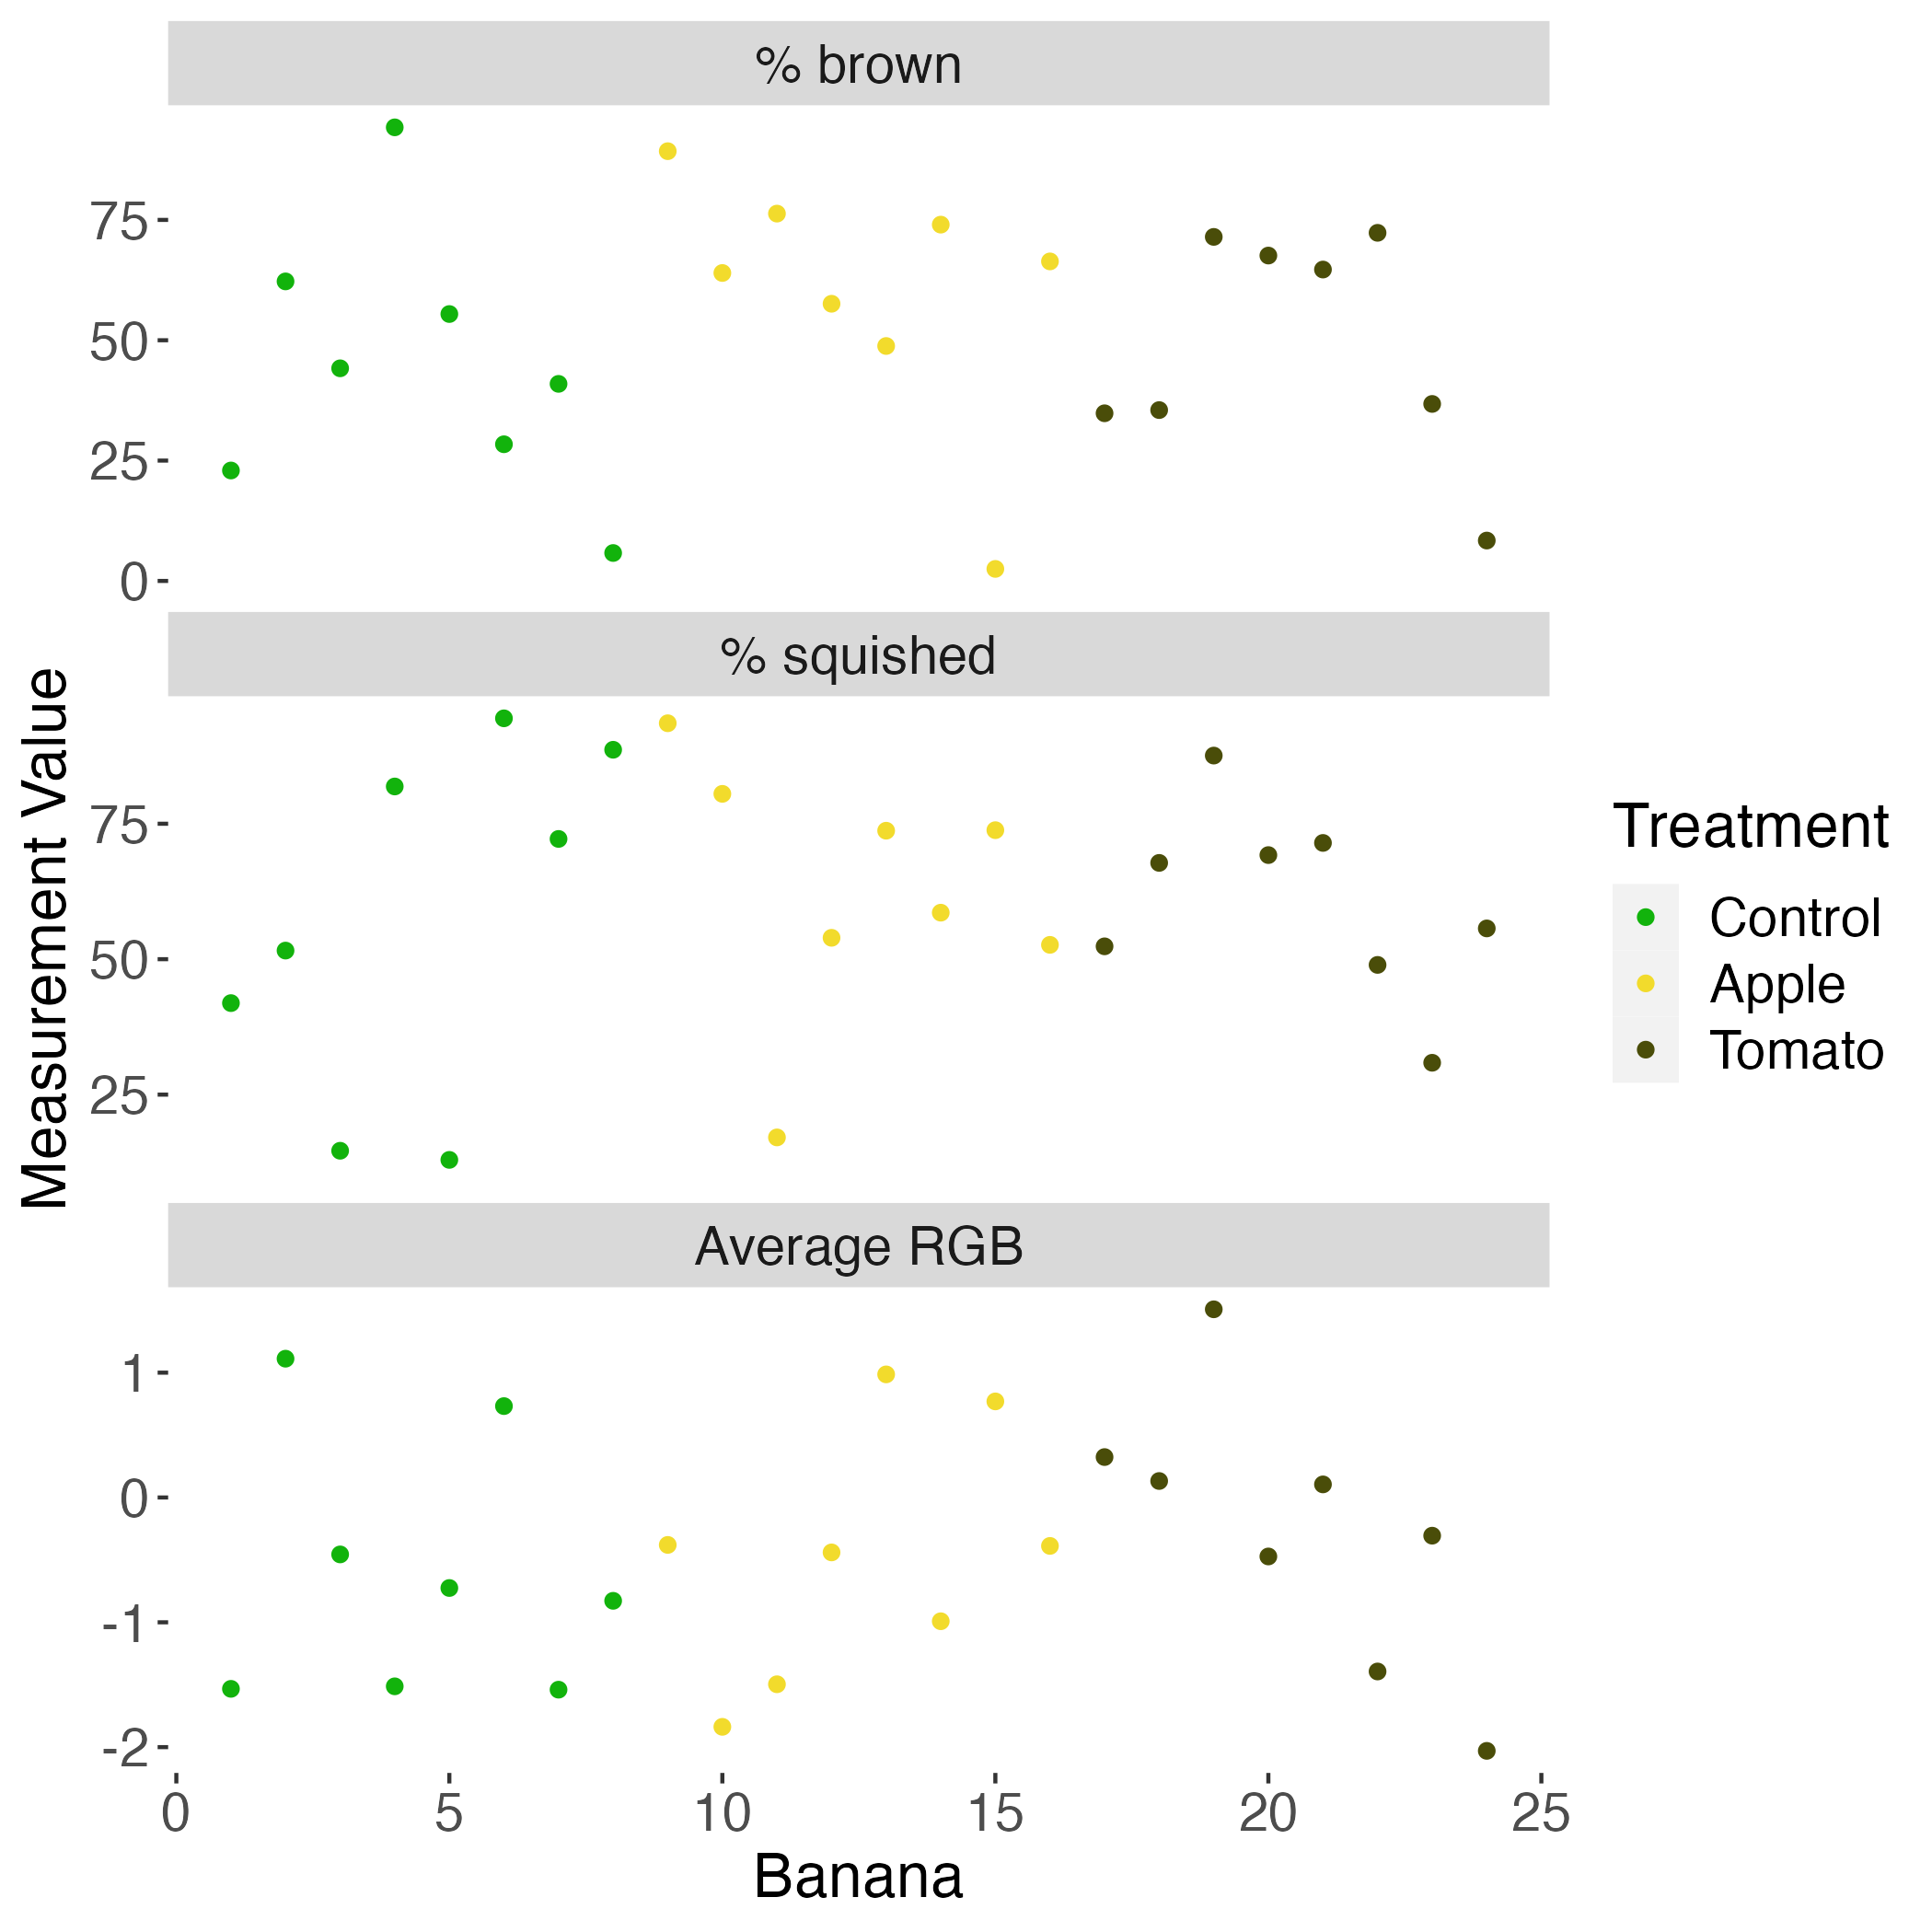 % brown
75
50
25
0
% squished
75
50
25
Average RGB
1
0
-1
-2
0 5 10 15 20 25
Banana
Measurement Value
Treatment
Control
Apple
Tomato